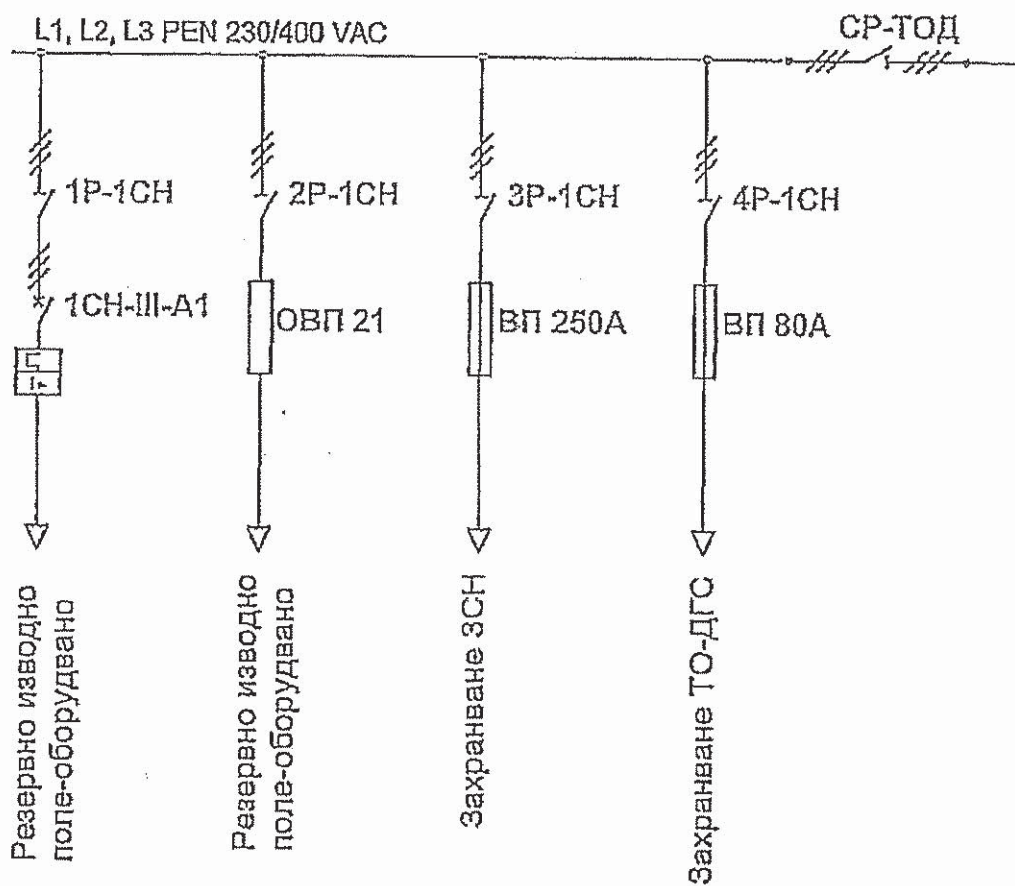 L1, L2, L3 PEN 230/400 VAC
СР-ТОД
1Р-1СН
2Р-1СН
3Р-1СН
4Р-1СН
1СН-III-А1
ОВП 21
ВП 250А
ВП 80А
Резервно изводно
поле-оборудвано
Резервно изводно
поле-оборудвано
Захранване 3СН
Захранване ТО-ДГС